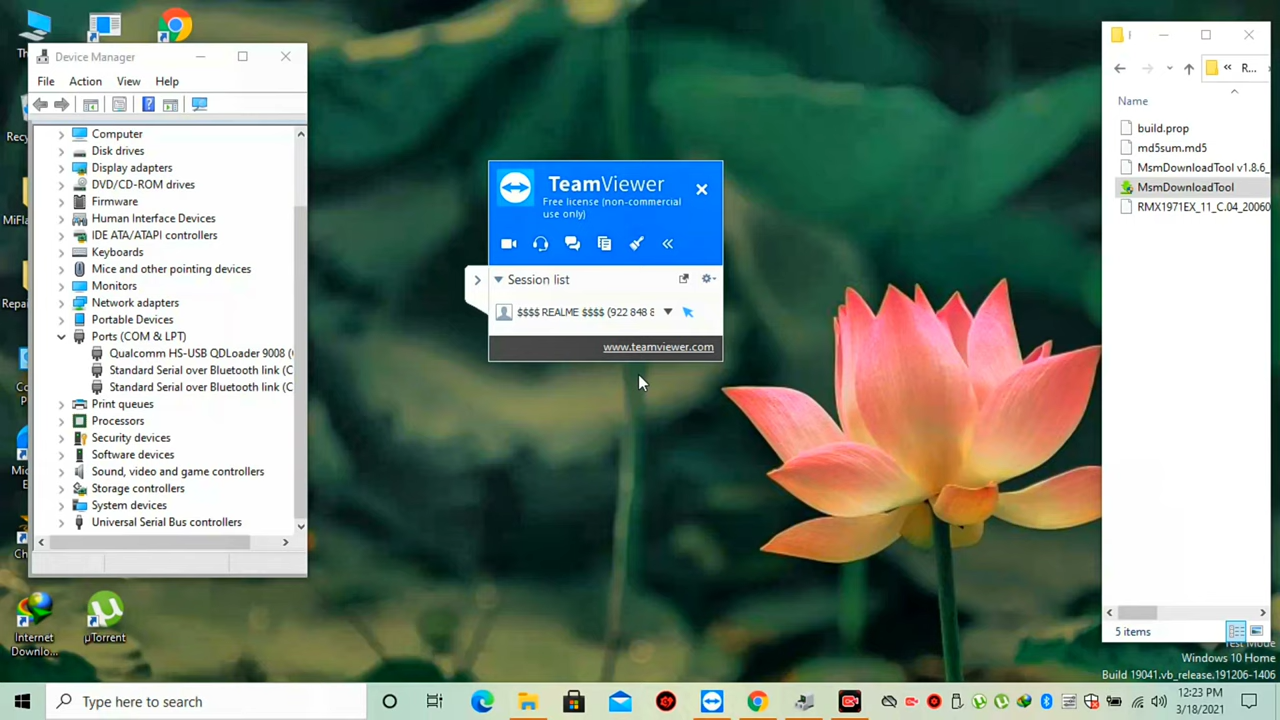 Device Manager
File Action View Help
Computer
Disk drives
Display adapters
DVD/CD-ROM drives
Firmware
Human Interface Devices
IDE ATA/ATAPI controllers
Keyboards
Mice and other pointing devices
Monitors
Network adapters
Portable Devices
Ports (COM & LPT)
Qualcomm HS-USB QDLoader 9008 (
Standard Serial over Bluetooth link (C
Standard Serial over Bluetooth link (C
Print queues
Processors
Security devices
Software devices
Sound, video and game controllers
Storage controllers
System devices
Universal Serial Bus controllers
Internet
Downlo...
µTorrent
TeamViewer
Free license (non-commercial
use only)
Session list
$$$$ REALME $$$$ (922 848 8
www.teamviewer.com
R...
Name
build.prop
md5sum.md5
MsmDownloadTool v1.8.6_
MsmDownloadTool
RMX1971EX_11_C.04_20060
5 items
Test Mode
Windows 10 Home
Build 19041.vb_release.191206-1406
Type here to search
12:23 PM
3/18/2021